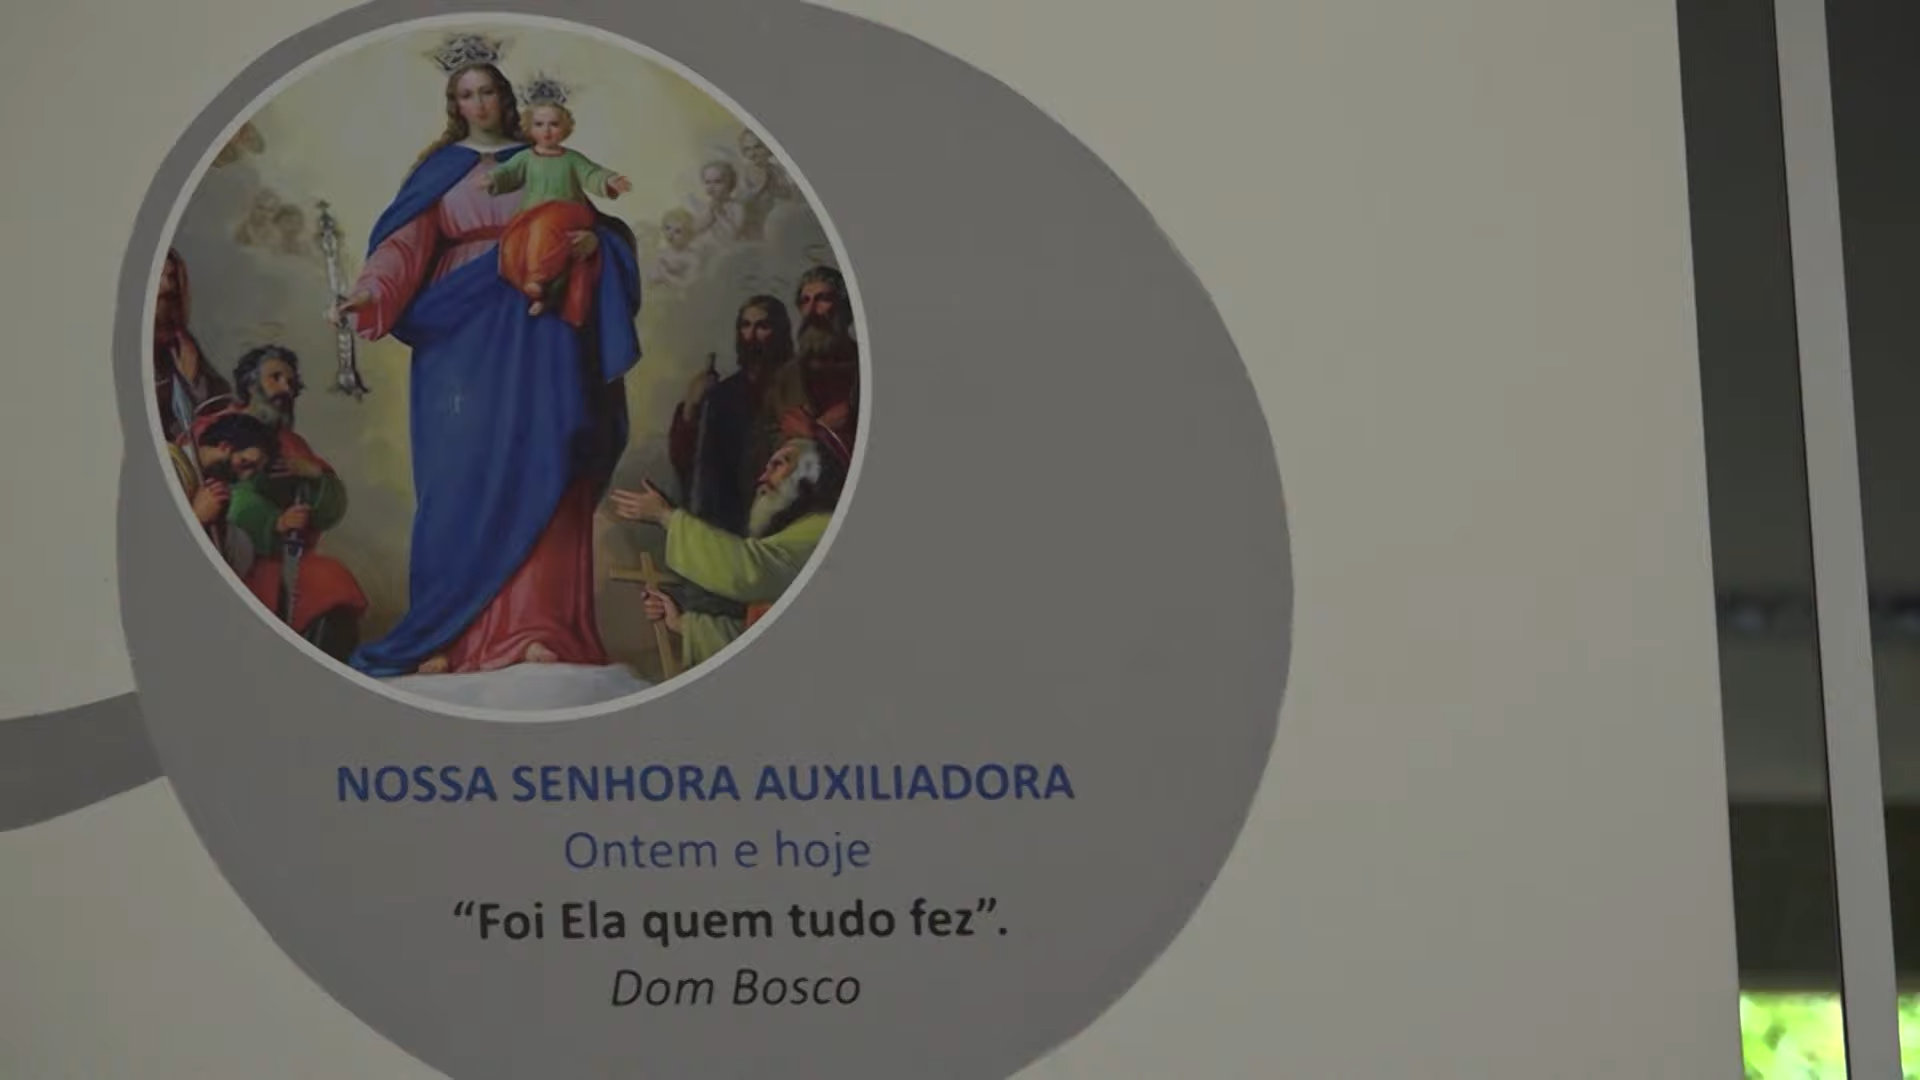 NOSSA SENHORA AUXILIADORA
Ontem e hoje
“Foi Ela quem tudo fez”.
Dom Bosco